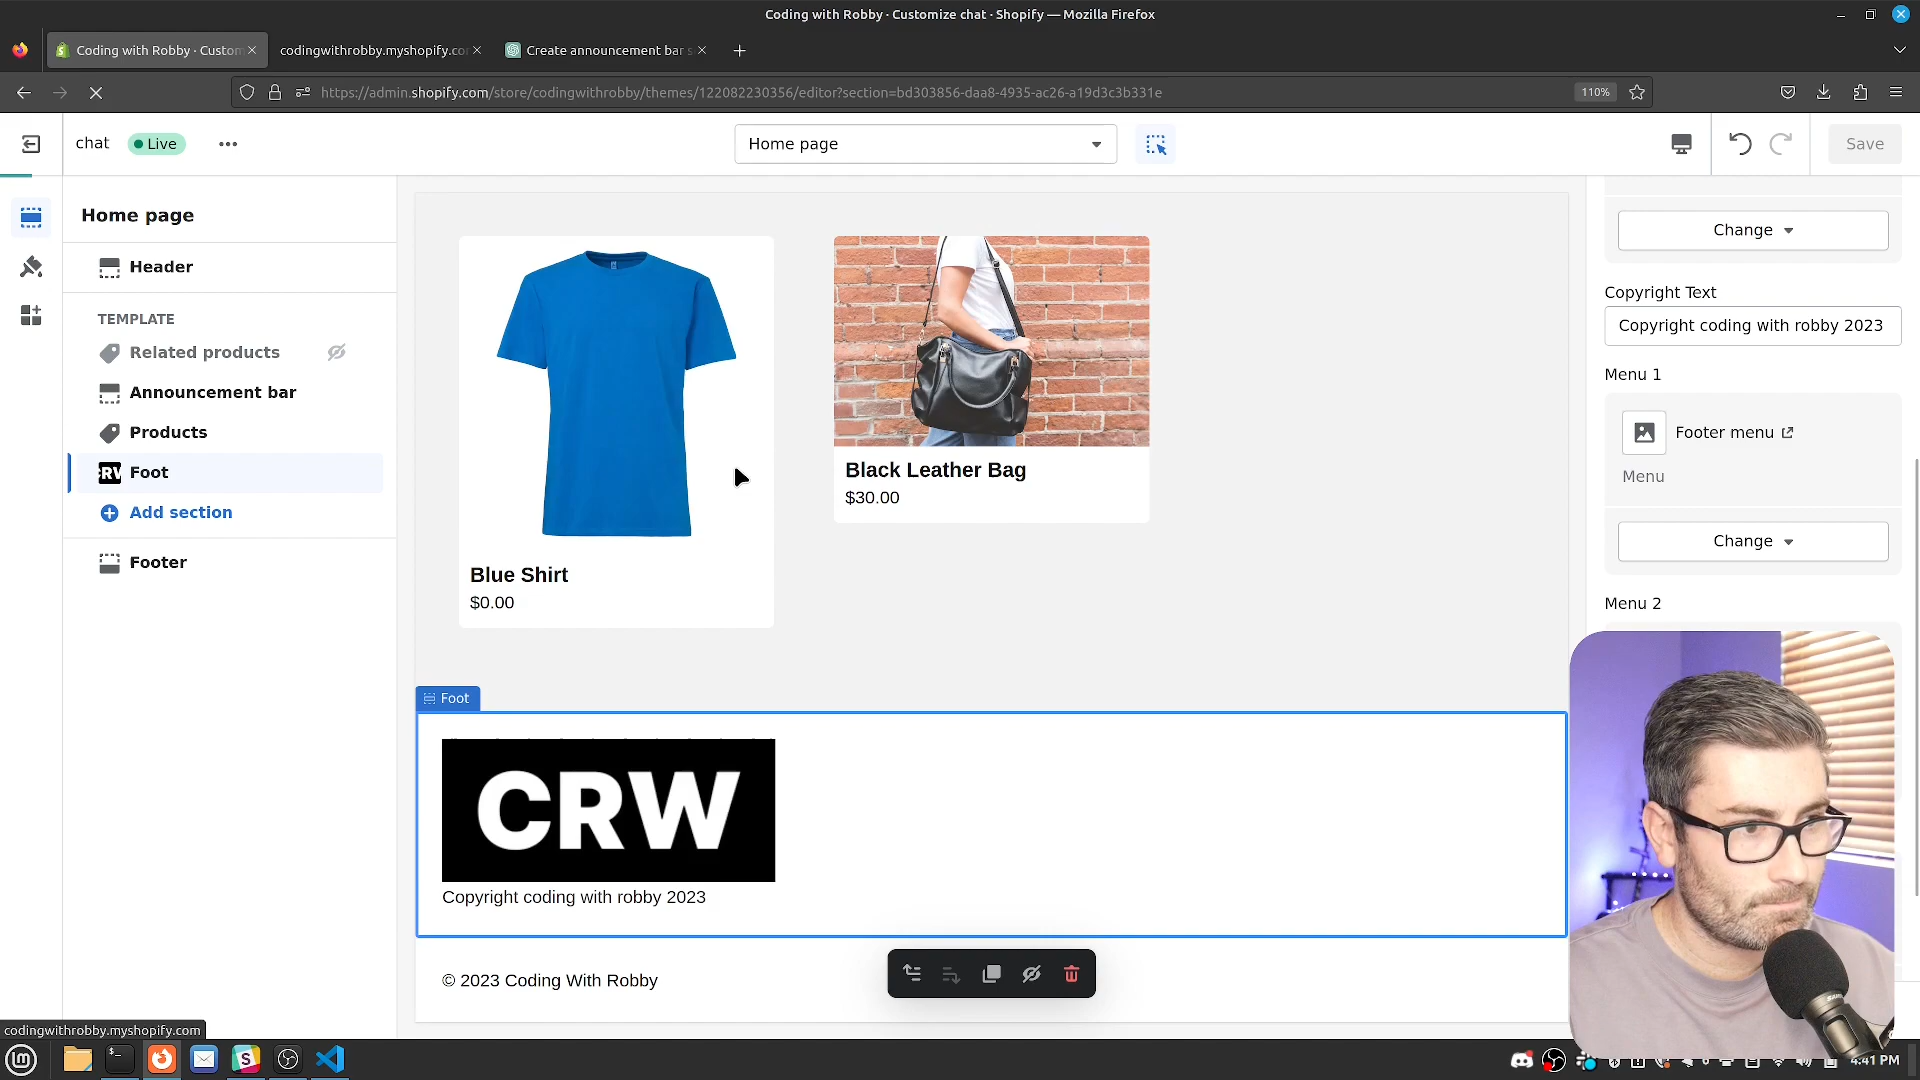 Coding with Robby · Customize chat · Shopify — Mozilla Firefox
Coding with Robby · Custom
codingwithrobby.myshopify.co
Create announcement bar s
https://admin.shopify.com/store/codingwithrobby/themes/122082230356/editor?section=bd303856-daa8-4935-ac26-a19d3c3b331e
110%
chat
Live
Home page
Save
Home page
Header
TEMPLATE
Related products
Announcement bar
Products
Foot
Add section
Footer
Blue Shirt
$0.00
Black Leather Bag
$30.00
Foot
CRW
Copyright coding with robby 2023
© 2023 Coding With Robby
Change
Copyright Text
Copyright coding with robby 2023
Menu 1
Footer menu
Menu
Change
Menu 2
codingwithrobby.myshopify.com
4:41 PM